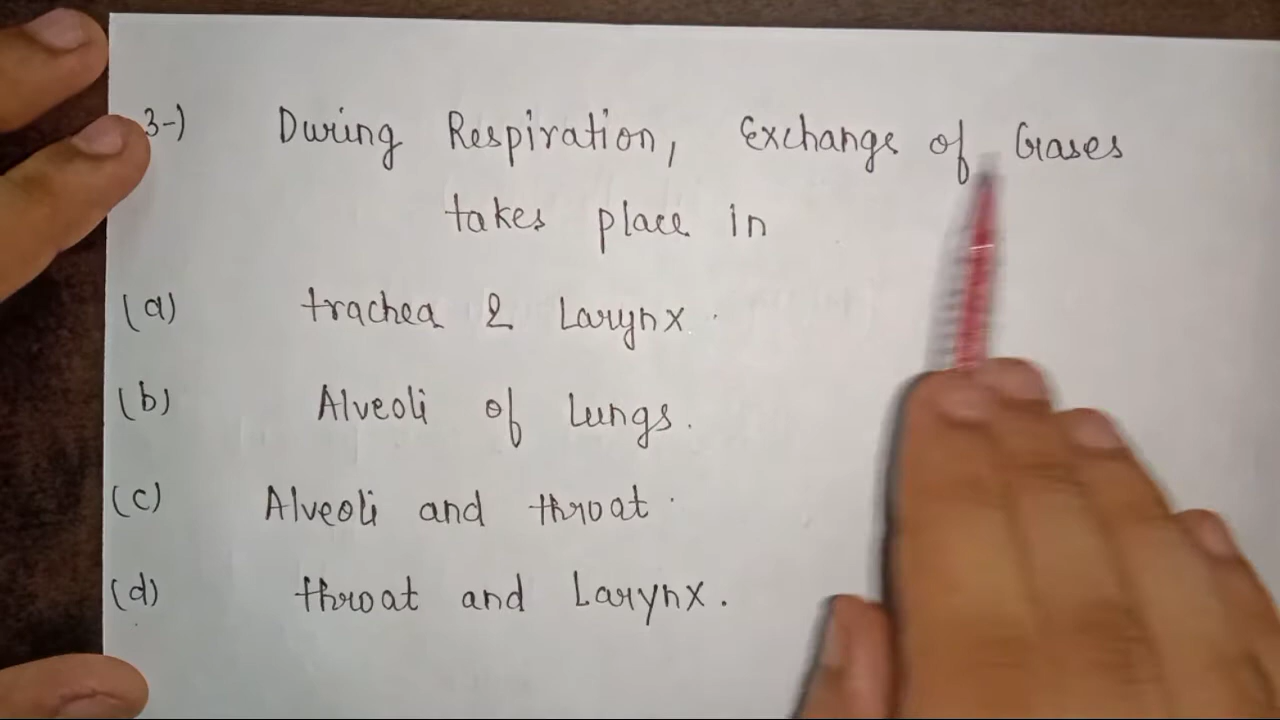 3-) During Respiration, Exchange of Gases
takes place in
(a) trachea & Larynx.
(b) Alveoli of Lungs.
(c) Alveoli and throat.
(d) throat and Larynx.